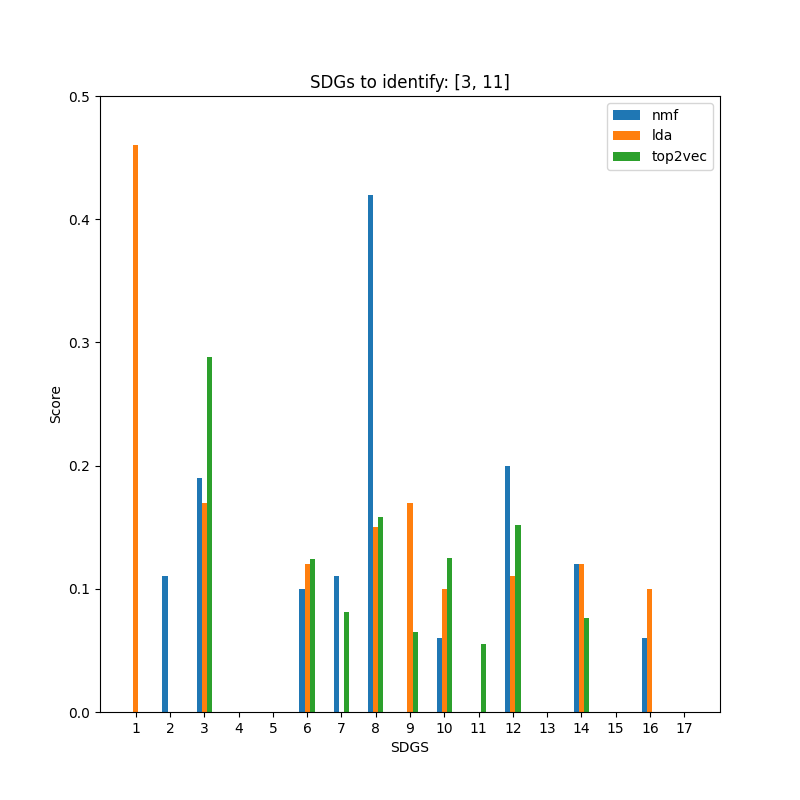 SDGs to identify: [3, 11]
nmf
lda
top2vec
0.5
0.4
0.3
0.2
0.1
0.0
Score
1 2 3 4 5 6 7 8 9 10 11 12 13 14 15 16 17
SDGS